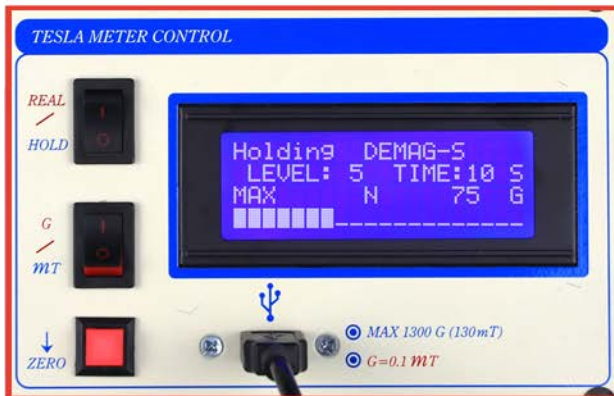 TESLA METER CONTROL
REAL
/
HOLD
I
O
Holding DEMAG-S
LEVEL: 5 TIME:10 S
MAX N 75 G
G
/
mT
I
O
↓
ZERO
MAX 1300 G (130mT)
G=0.1 mT